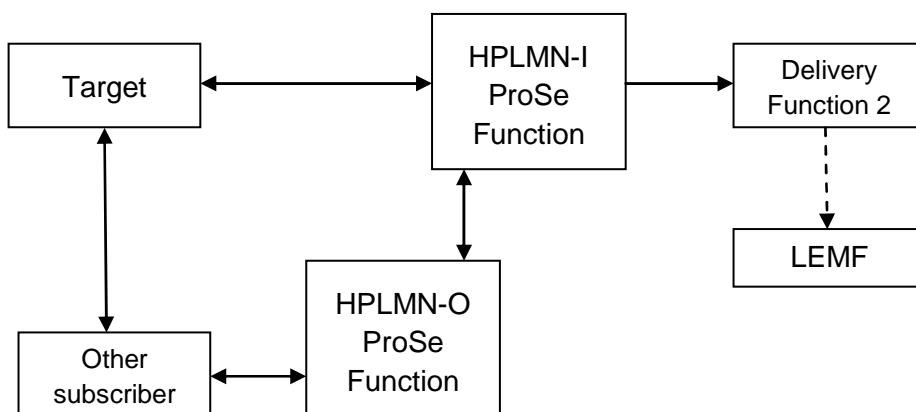 Target
HPLMN-I
ProSe
Function
Delivery
Function 2
LEMF
HPLMN-O
ProSe
Function
Other
subscriber